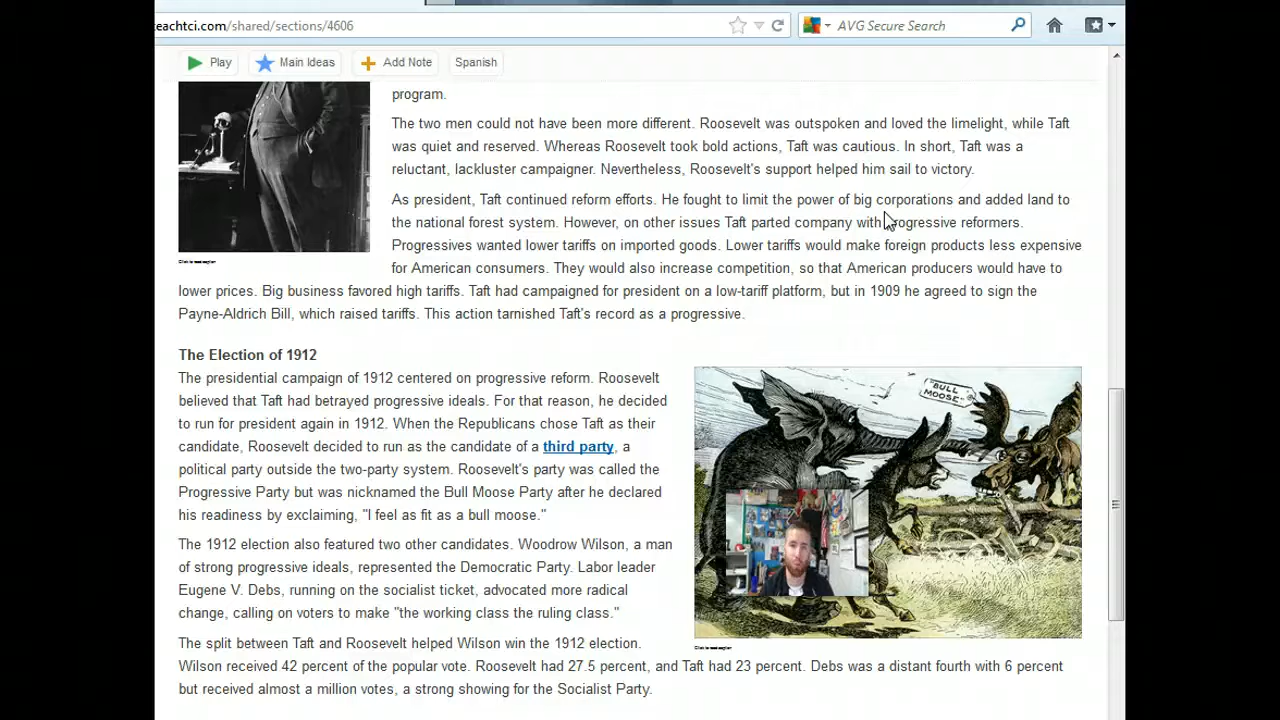 teachtci.com/shared/sections/4606
AVG Secure Search
Play
Main Ideas
Add Note
Spanish
program.
The two men could not have been more different. Roosevelt was outspoken and loved the limelight, while Taft
was quiet and reserved. Whereas Roosevelt took bold actions, Taft was cautious. In short, Taft was a
reluctant, lackluster campaigner. Nevertheless, Roosevelt's support helped him sail to victory.
As president, Taft continued reform efforts. He fought to limit the power of big corporations and added land to
the national forest system. However, on other issues Taft parted company with progressive reformers.
Progressives wanted lower tariffs on imported goods. Lower tariffs would make foreign products less expensive
for American consumers. They would also increase competition, so that American producers would have to
lower prices. Big business favored high tariffs. Taft had campaigned for president on a low-tariff platform, but in 1909 he agreed to sign the
Payne-Aldrich Bill, which raised tariffs. This action tarnished Taft's record as a progressive.
The Election of 1912
The presidential campaign of 1912 centered on progressive reform. Roosevelt
believed that Taft had betrayed progressive ideals. For that reason, he decided
to run for president again in 1912. When the Republicans chose Taft as their
candidate, Roosevelt decided to run as the candidate of a third party, a
political party outside the two-party system. Roosevelt's party was called the
Progressive Party but was nicknamed the Bull Moose Party after he declared
his readiness by exclaiming, "I feel as fit as a bull moose."
"BULL
MOOSE"
The 1912 election also featured two other candidates. Woodrow Wilson, a man
of strong progressive ideals, represented the Democratic Party. Labor leader
Eugene V. Debs, running on the socialist ticket, advocated more radical
change, calling on voters to make "the working class the ruling class."
The split between Taft and Roosevelt helped Wilson win the 1912 election.
Wilson received 42 percent of the popular vote. Roosevelt had 27.5 percent, and Taft had 23 percent. Debs was a distant fourth with 6 percent
but received almost a million votes, a strong showing for the Socialist Party.